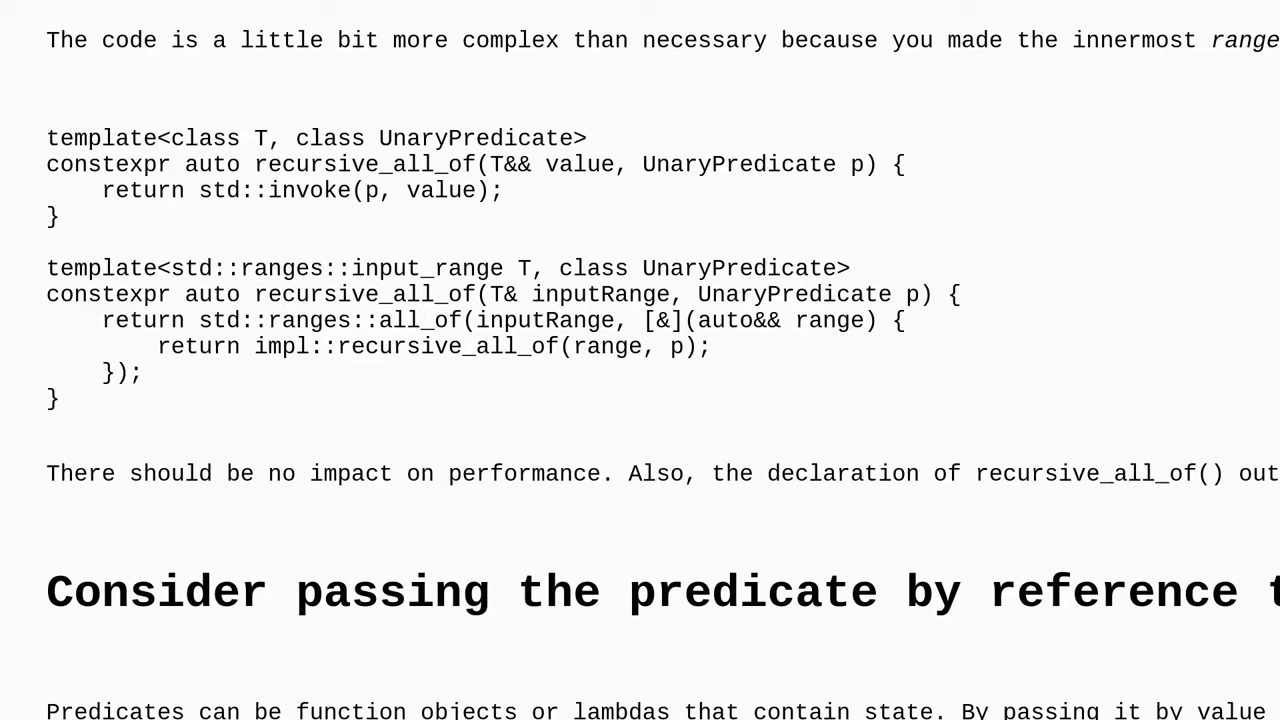 The code is a little bit more complex than necessary because you made the innermost range
template<class T, class UnaryPredicate>
constexpr auto recursive_all_of(T&& value, UnaryPredicate p) {
    return std::invoke(p, value);
}
template<std::ranges::input_range T, class UnaryPredicate>
constexpr auto recursive_all_of(T& inputRange, UnaryPredicate p) {
    return std::ranges::all_of(inputRange, [&](auto&& range) {
        return impl::recursive_all_of(range, p);
    });
}
There should be no impact on performance. Also, the declaration of recursive_all_of() out
Consider passing the predicate by reference t
Predicates can be function objects or lambdas that contain state. By passing it by value